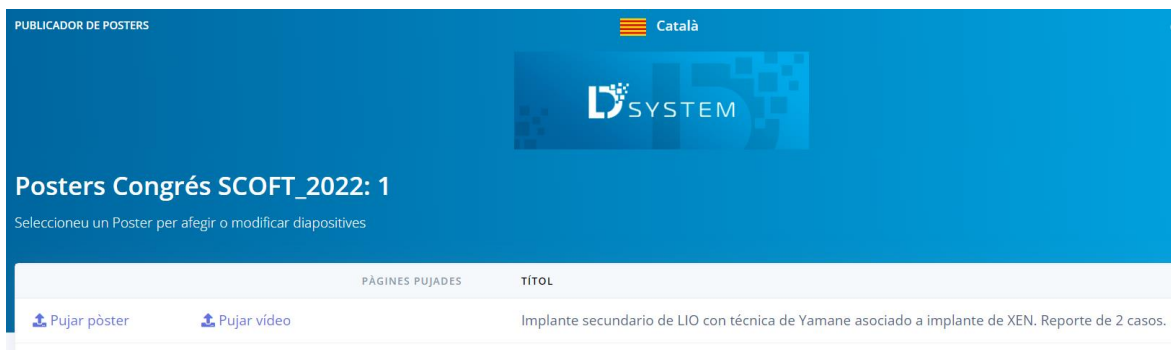 PUBLICADOR DE POSTERS
Català
SYSTEM
Posters Congrés SCOFT_2022: 1
Seleccioneu un Poster per afegir o modificar diapositives
PÀGINES PUJADES TÍTOL
Pujar pòster Pujar vídeo Implante secundario de LIO con técnica de Yamane asociado a implante de XEN. Reporte de 2 casos.